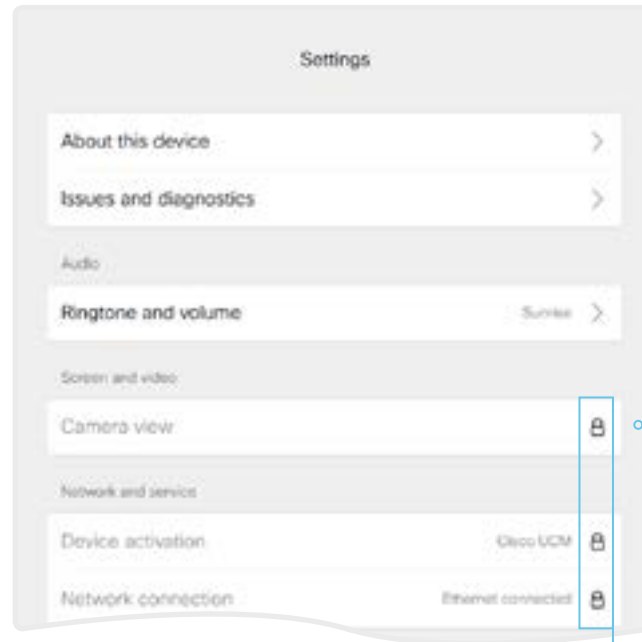 Settings
About this device
Issues and diagnostics
Audio
Ringtone and volume Sunrise
Screen and video
Camera view
Network and service
Device activation Cisco UCM
Network connection Ethernet connected